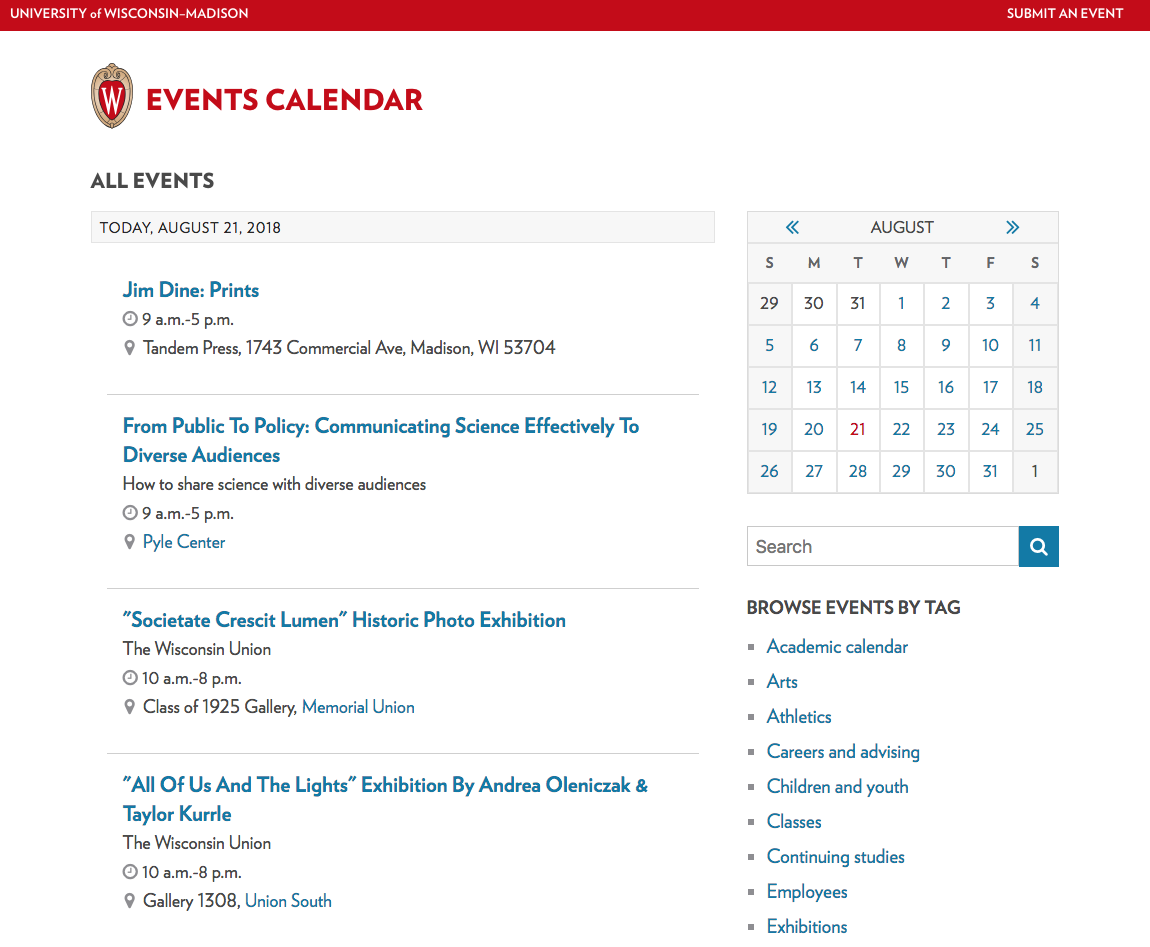 UNIVERSITY of WISCONSIN–MADISON
SUBMIT AN EVENT
W
EVENTS CALENDAR
ALL EVENTS
TODAY, AUGUST 21, 2018
Jim Dine: Prints
9 a.m.-5 p.m.
Tandem Press, 1743 Commercial Ave, Madison, WI 53704
From Public To Policy: Communicating Science Effectively To
Diverse Audiences
How to share science with diverse audiences
9 a.m.-5 p.m.
Pyle Center
"Societate Crescit Lumen" Historic Photo Exhibition
The Wisconsin Union
10 a.m.-8 p.m.
Class of 1925 Gallery, Memorial Union
"All Of Us And The Lights" Exhibition By Andrea Oleniczak &
Taylor Kurrle
The Wisconsin Union
10 a.m.-8 p.m.
Gallery 1308, Union South
« AUGUST »
S M T W T F S
29 30 31 1 2 3 4
5 6 7 8 9 10 11
12 13 14 15 16 17 18
19 20 21 22 23 24 25
26 27 28 29 30 31 1
Search
BROWSE EVENTS BY TAG
Academic calendar
Arts
Athletics
Careers and advising
Children and youth
Classes
Continuing studies
Employees
Exhibitions